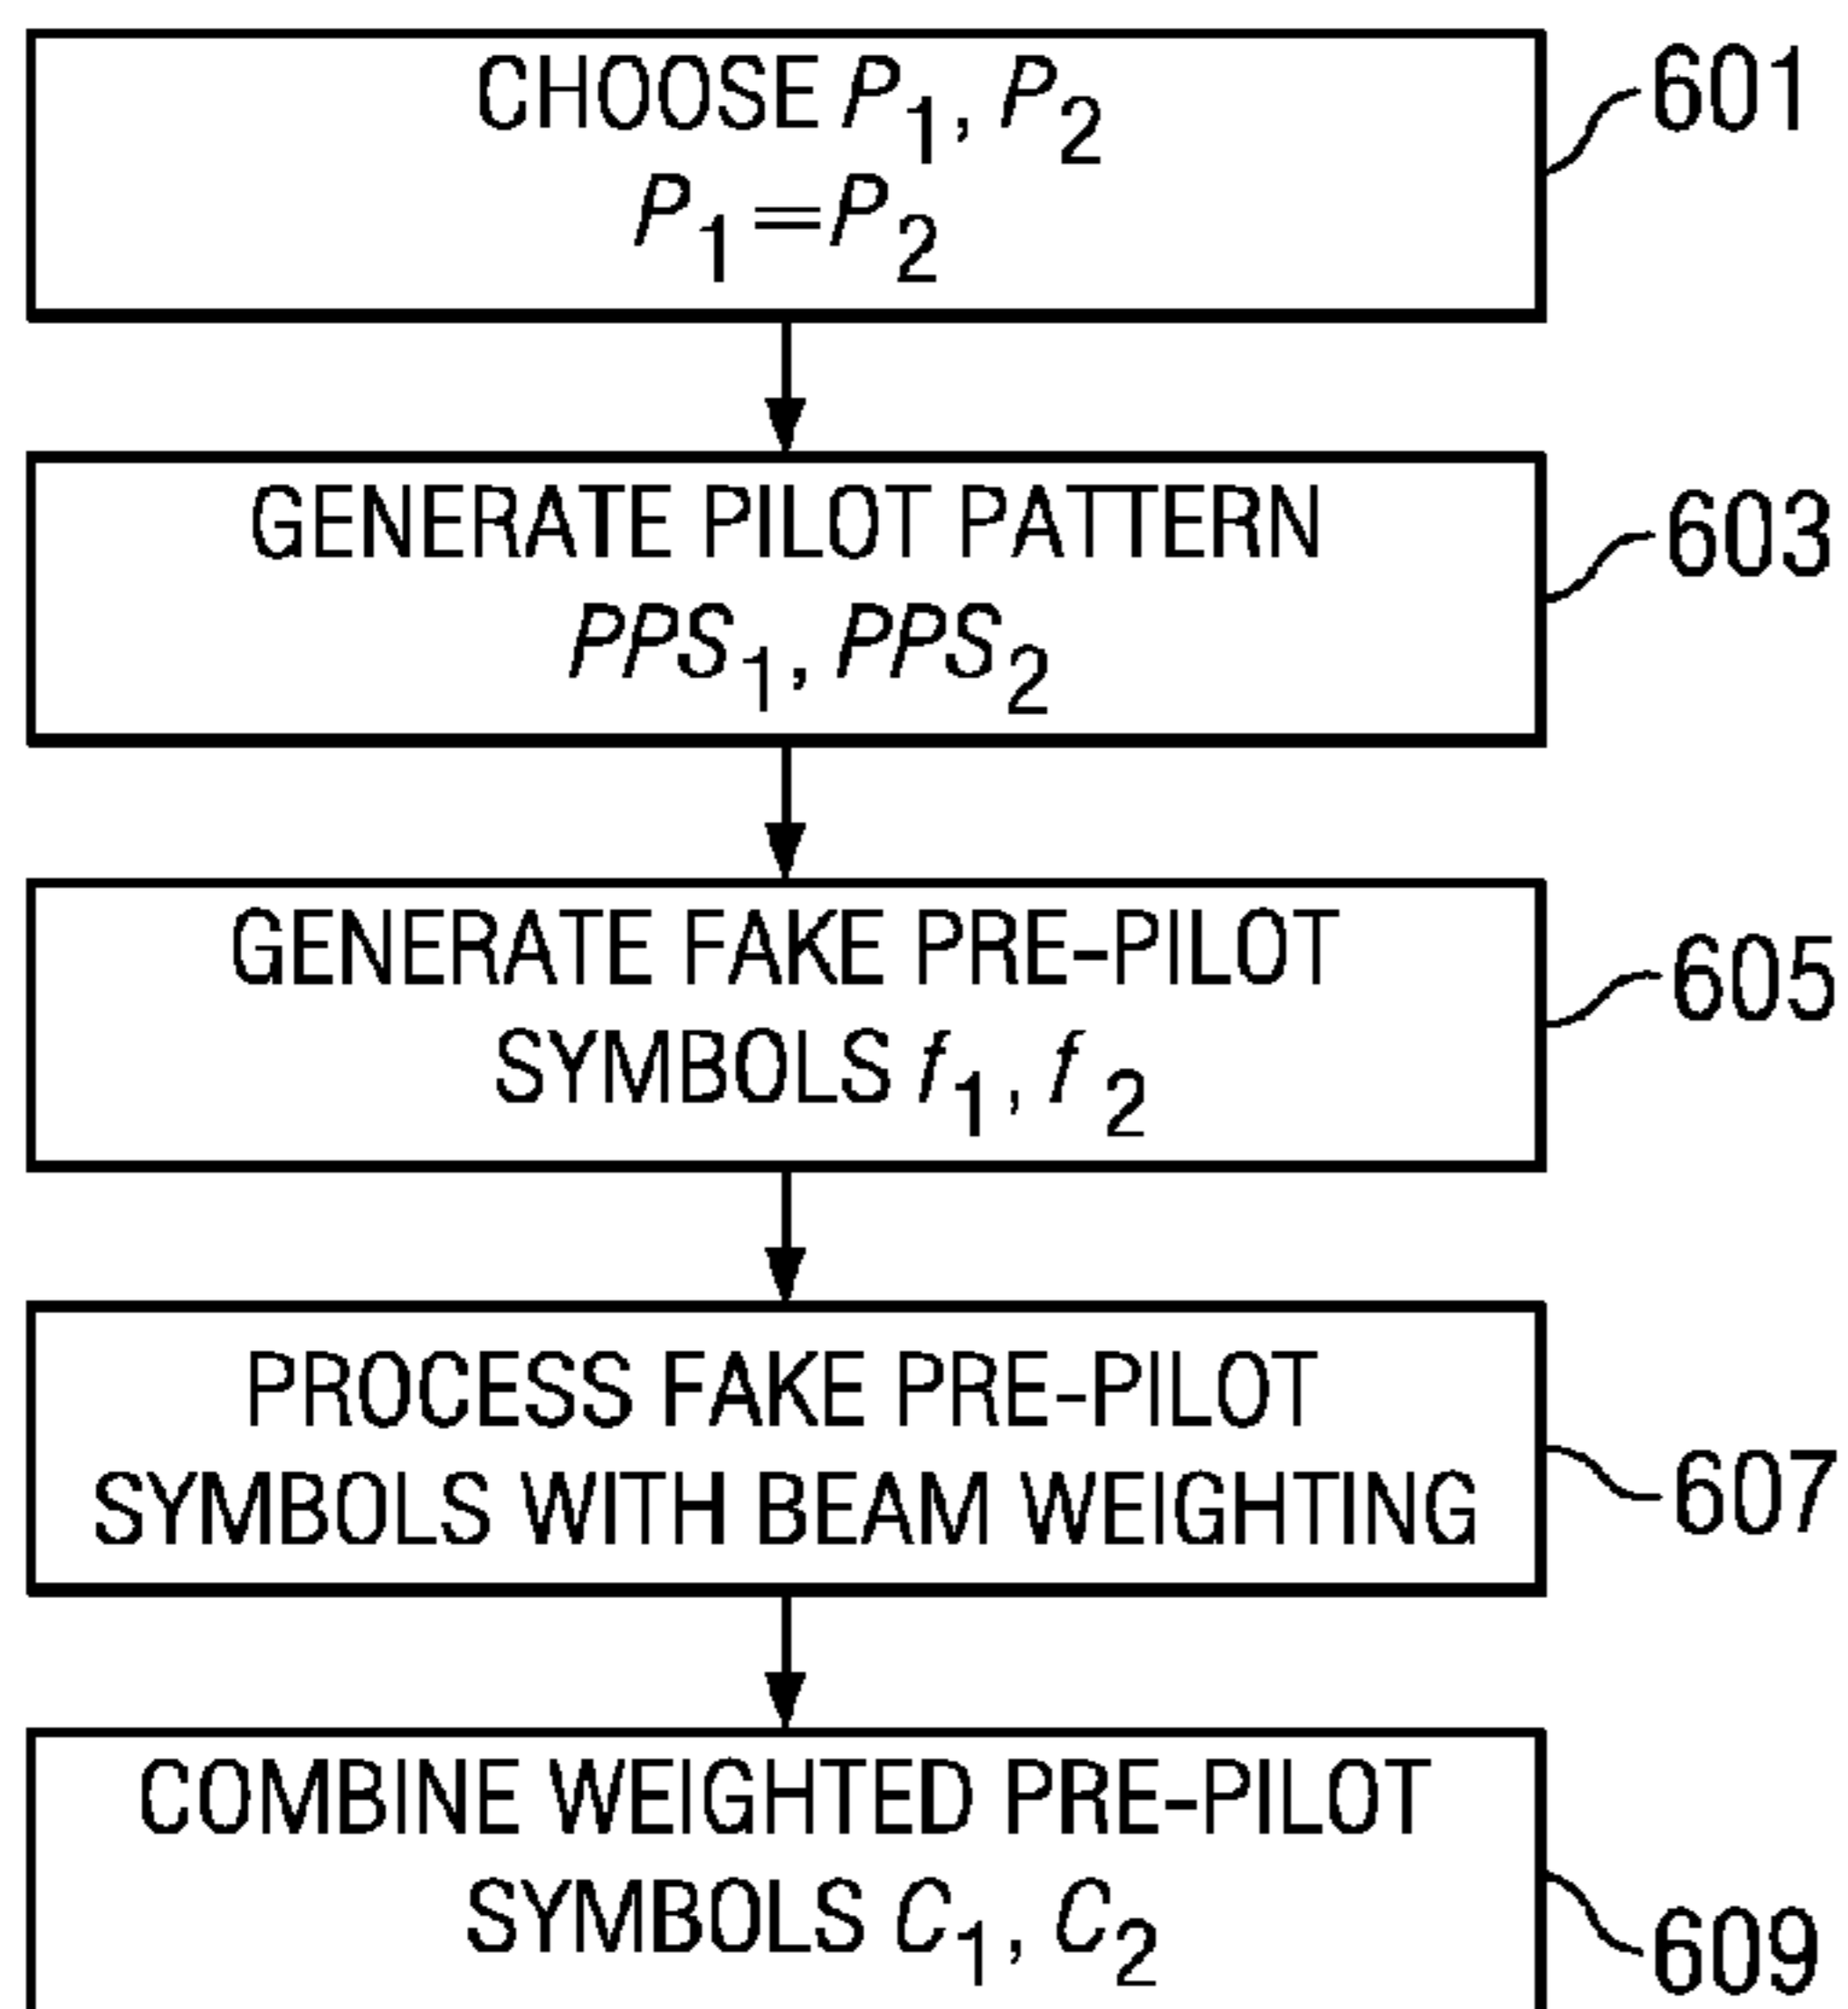 CHOOSE P1, P2
P1=P2
601
GENERATE PILOT PATTERN
PPS1, PPS2
603
GENERATE FAKE PRE-PILOT
SYMBOLS f1, f2
605
PROCESS FAKE PRE-PILOT
SYMBOLS WITH BEAM WEIGHTING
607
COMBINE WEIGHTED PRE-PILOT
SYMBOLS C1, C2
609